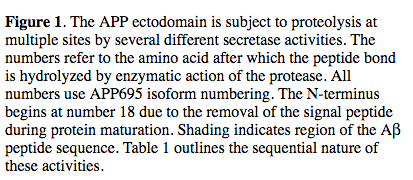 Figure 1. The APP ectodomain is subject to proteolysis at
multiple sites by several different secretase activities. The
numbers refer to the amino acid after which the peptide bond
is hydrolyzed by enzymatic action of the protease. All
numbers use APP695 isoform numbering. The N-terminus
begins at number 18 due to the removal of the signal peptide
during protein maturation. Shading indicates region of the Aβ
peptide sequence. Table 1 outlines the sequential nature of
these activities.